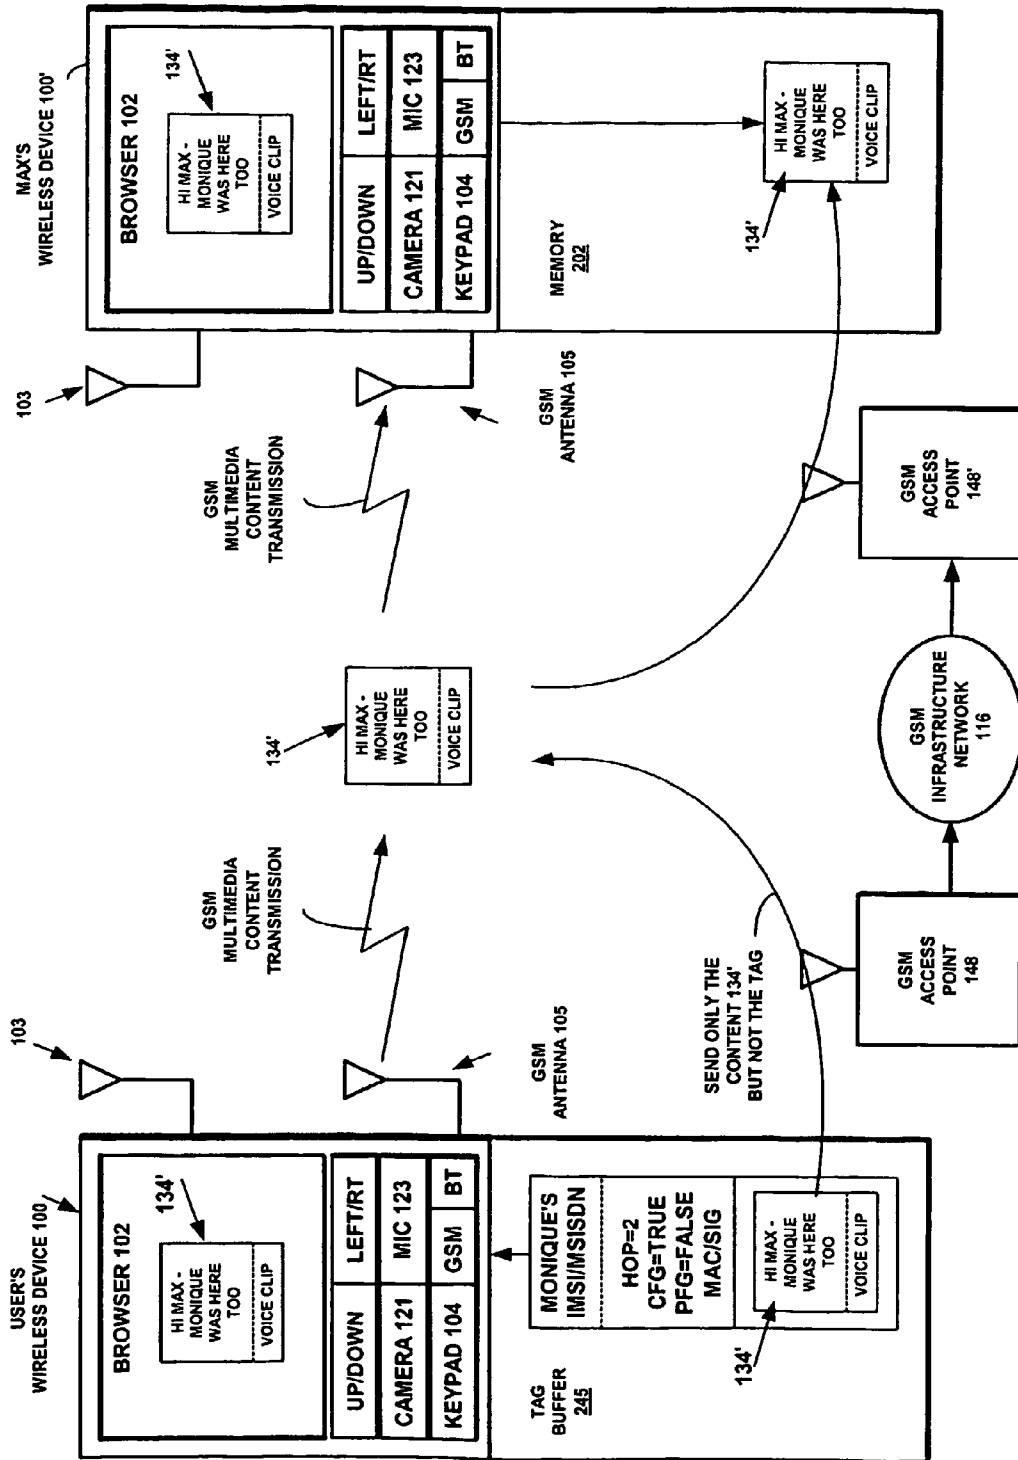 USER'S
WIRELESS DEVICE 100
BROWSER 102
134'
HI MAX -
MONIQUE
WAS HERE
TOO
VOICE CLIP
UP/DOWN
LEFT/RT
CAMERA 121
MIC 123
KEYPAD 104
GSM
BT
TAG
BUFFER
245
MONIQUE'S
IMSI/MSISDN
HOP=2
CFG=TRUE
PFG=FALSE
MAC/SIG
134'
HI MAX -
MONIQUE
WAS HERE
TOO
VOICE CLIP
103
GSM
ANTENNA 105
GSM
MULTIMEDIA
CONTENT
TRANSMISSION
SEND ONLY THE
CONTENT 134'
BUT NOT THE TAG
134'
HI MAX -
MONIQUE
WAS HERE
TOO
VOICE CLIP
GSM
ACCESS
POINT
148
GSM
INFRASTRUCTURE
NETWORK
116
GSM
ACCESS
POINT
148'
GSM
MULTIMEDIA
CONTENT
TRANSMISSION
103
GSM
ANTENNA 105
MAX'S
WIRELESS DEVICE 100'
BROWSER 102
134'
HI MAX -
MONIQUE
WAS HERE
TOO
VOICE CLIP
UP/DOWN
LEFT/RT
CAMERA 121
MIC 123
KEYPAD 104
GSM
BT
MEMORY
202
134'
HI MAX -
MONIQUE
WAS HERE
TOO
VOICE CLIP